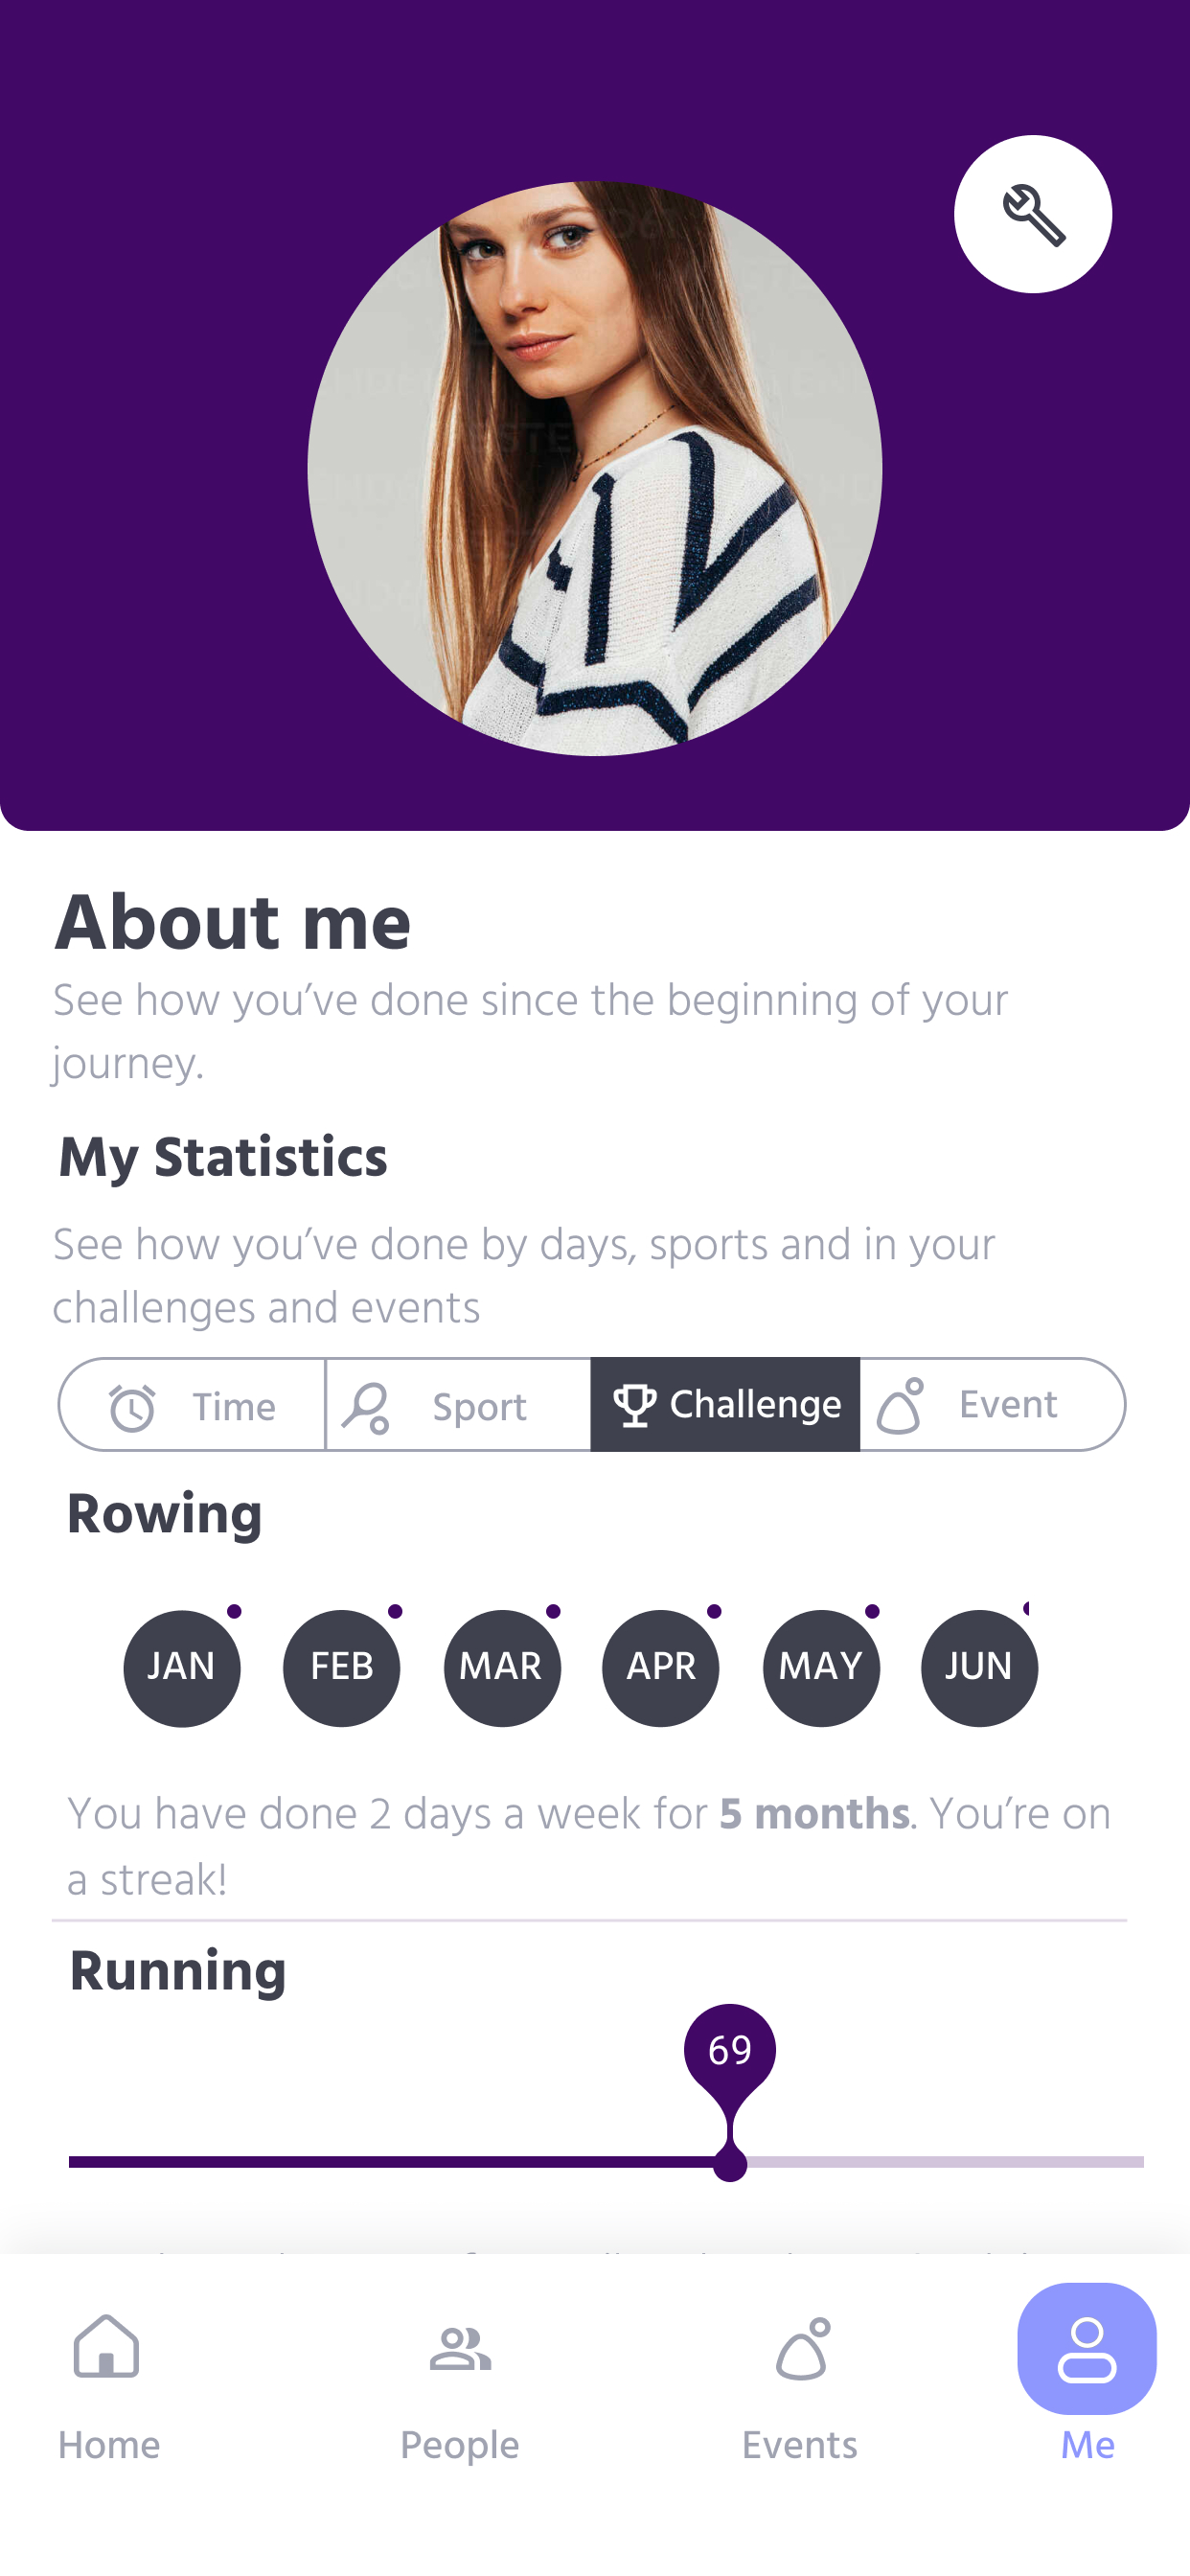 About me
See how you’ve done since the beginning of your
journey.
My Statistics
See how you’ve done by days, sports and in your
challenges and events
Time Sport Challenge Event
Rowing
JAN FEB MAR APR MAY JUN
You have done 2 days a week for 5 months. You’re on
a streak!
Running
69
Home People Events Me